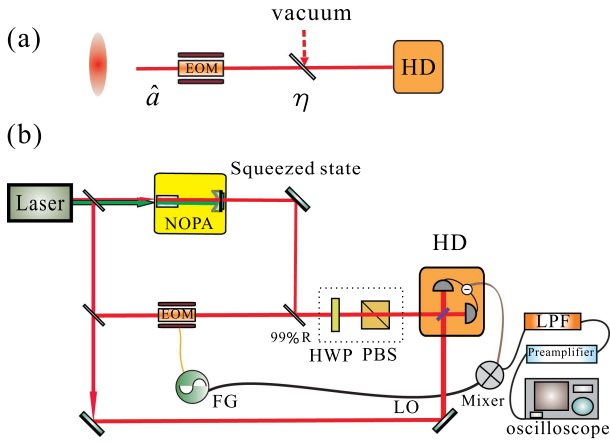 (a)
vacuum
EOM
HD
â
η
(b)
Squeezed state
Laser
NOPA
HD
EOM
99%R
HWP PBS
LPF
Preamplifier
FG
LO
Mixer
oscilloscope